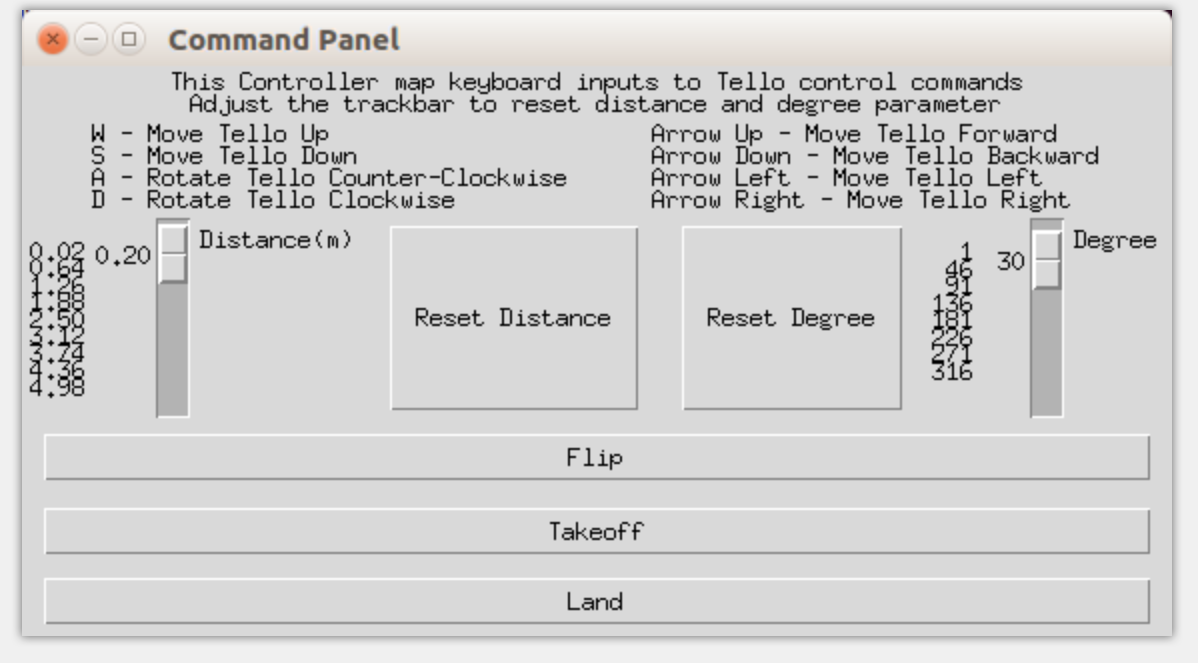 Command Panel
This Controller map keyboard inputs to Tello control commands
Adjust the trackbar to reset distance and degree parameter
W - Move Tello Up
S - Move Tello Down
A - Rotate Tello Counter-Clockwise
D - Rotate Tello Clockwise
Arrow Up - Move Tello Forward
Arrow Down - Move Tello Backward
Arrow Left - Move Tello Left
Arrow Right - Move Tello Right
0.02
0.64
1.26
1.88
2.50
3.12
3.74
4.36
4.98
0.20
Distance(m)
Reset Distance
Reset Degree
1
46
91
136
181
226
271
316
30
Degree
Flip
Takeoff
Land